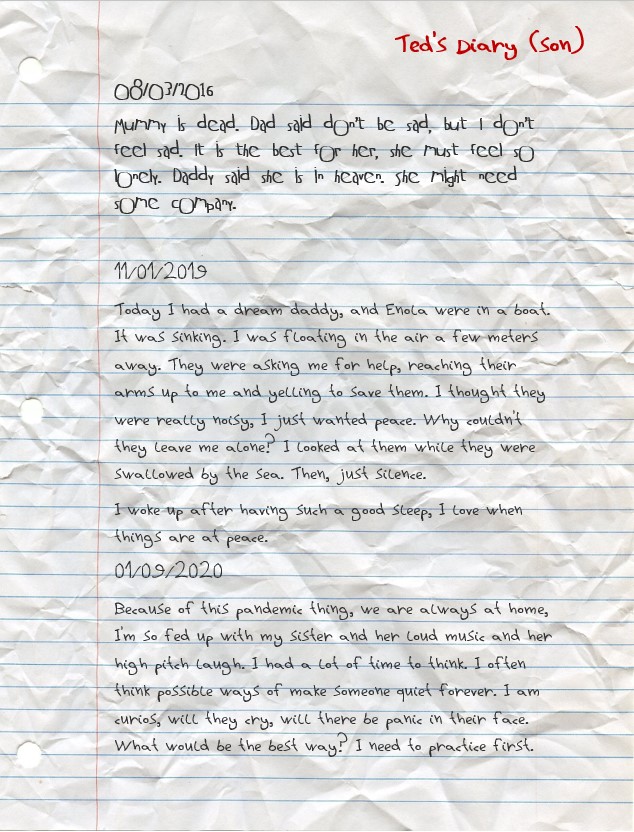 Ted's Diary (Son)
08/03/2016
Mummy is dead. Dad said don't be sad, but I don't
feel sad. It is the best for her, she must feel so
lonely. Daddy said she is in heaven. she might need
some company.
11/01/2019
Today I had a dream daddy, and Enola were in a boat.
It was sinking. I was floating in the air a few meters
away. They were asking me for help, reaching their
arms up to me and yelling to save them. I thought they
were really noisy, I just wanted peace. Why couldn't
they leave me alone? I looked at them while they were
swallowed by the sea. Then, just silence.
I woke up after having such a good sleep, I love when
things are at peace.
01/09/2020
Because of this pandemic thing, we are always at home,
I'm so fed up with my sister and her loud music and her
high pitch laugh. I had a lot of time to think. I often
think possible ways of make someone quiet forever. I am
curios, will they cry, will there be panic in their face.
What would be the best way? I need to practice first.